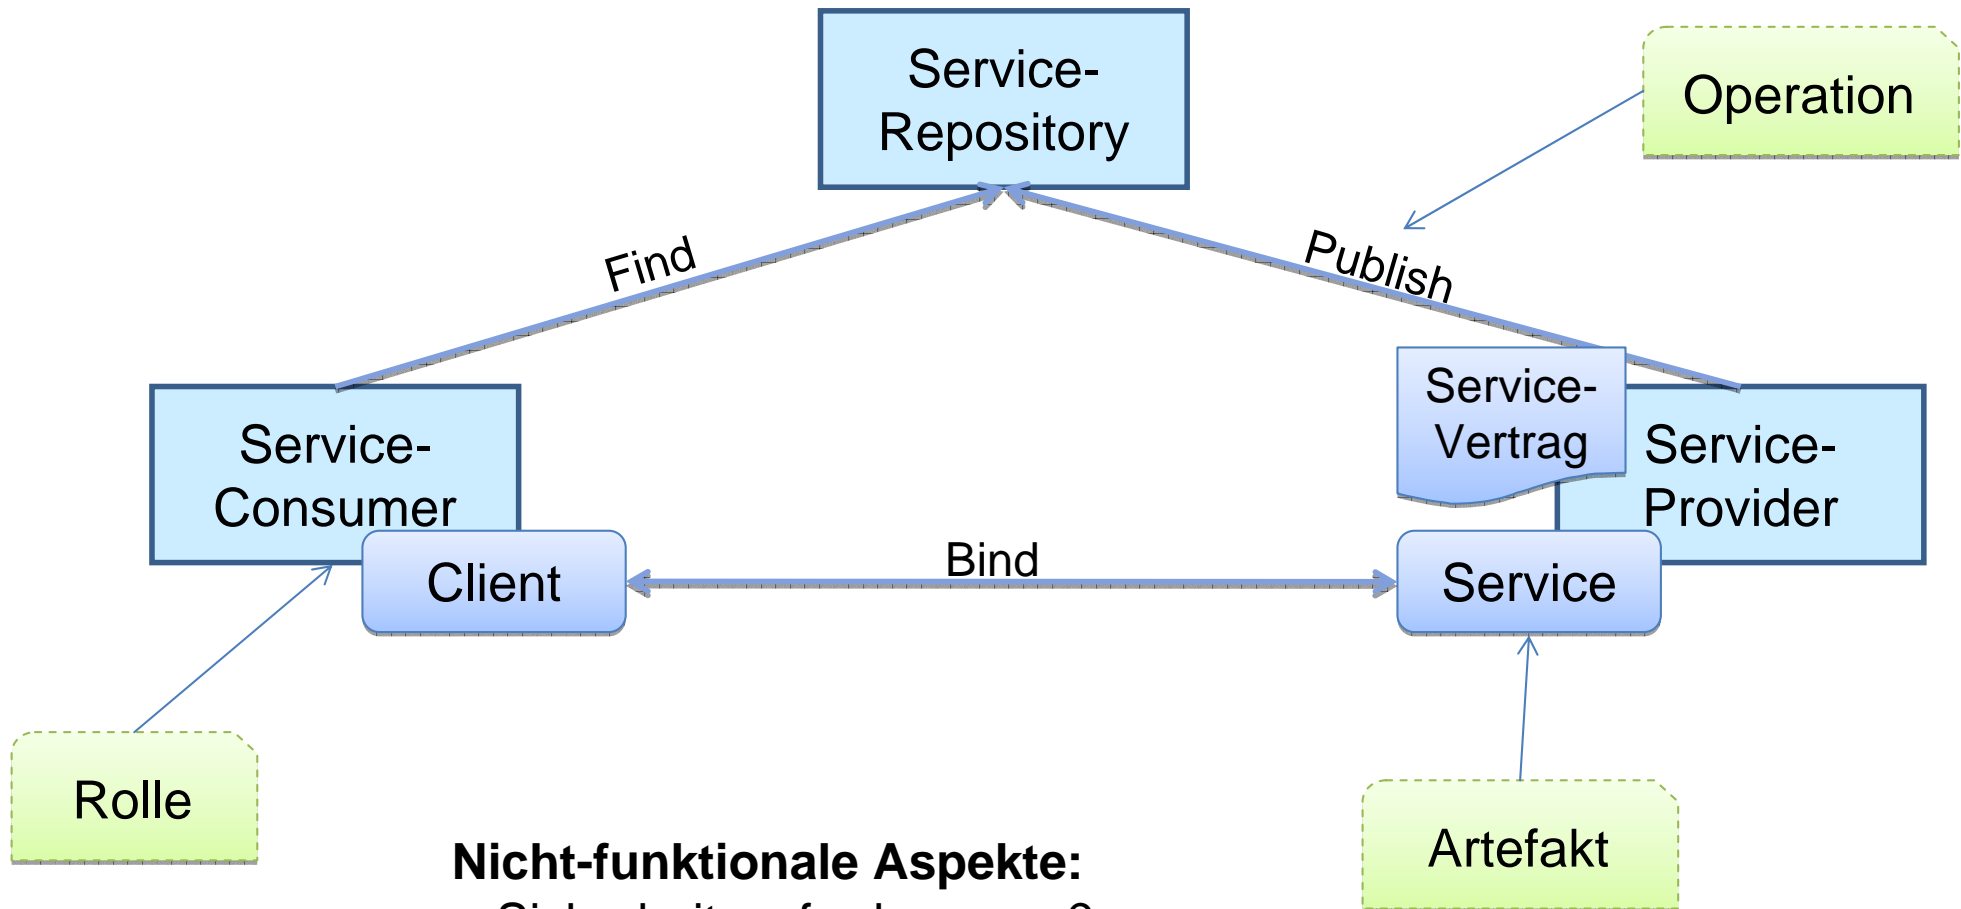 Service-
Repository
Operation
Find
Publish
Service-
Vertrag
Service-
Consumer
Service-
Provider
Client
Bind
Service
Rolle
Artefakt
Nicht-funktionale Aspekte: